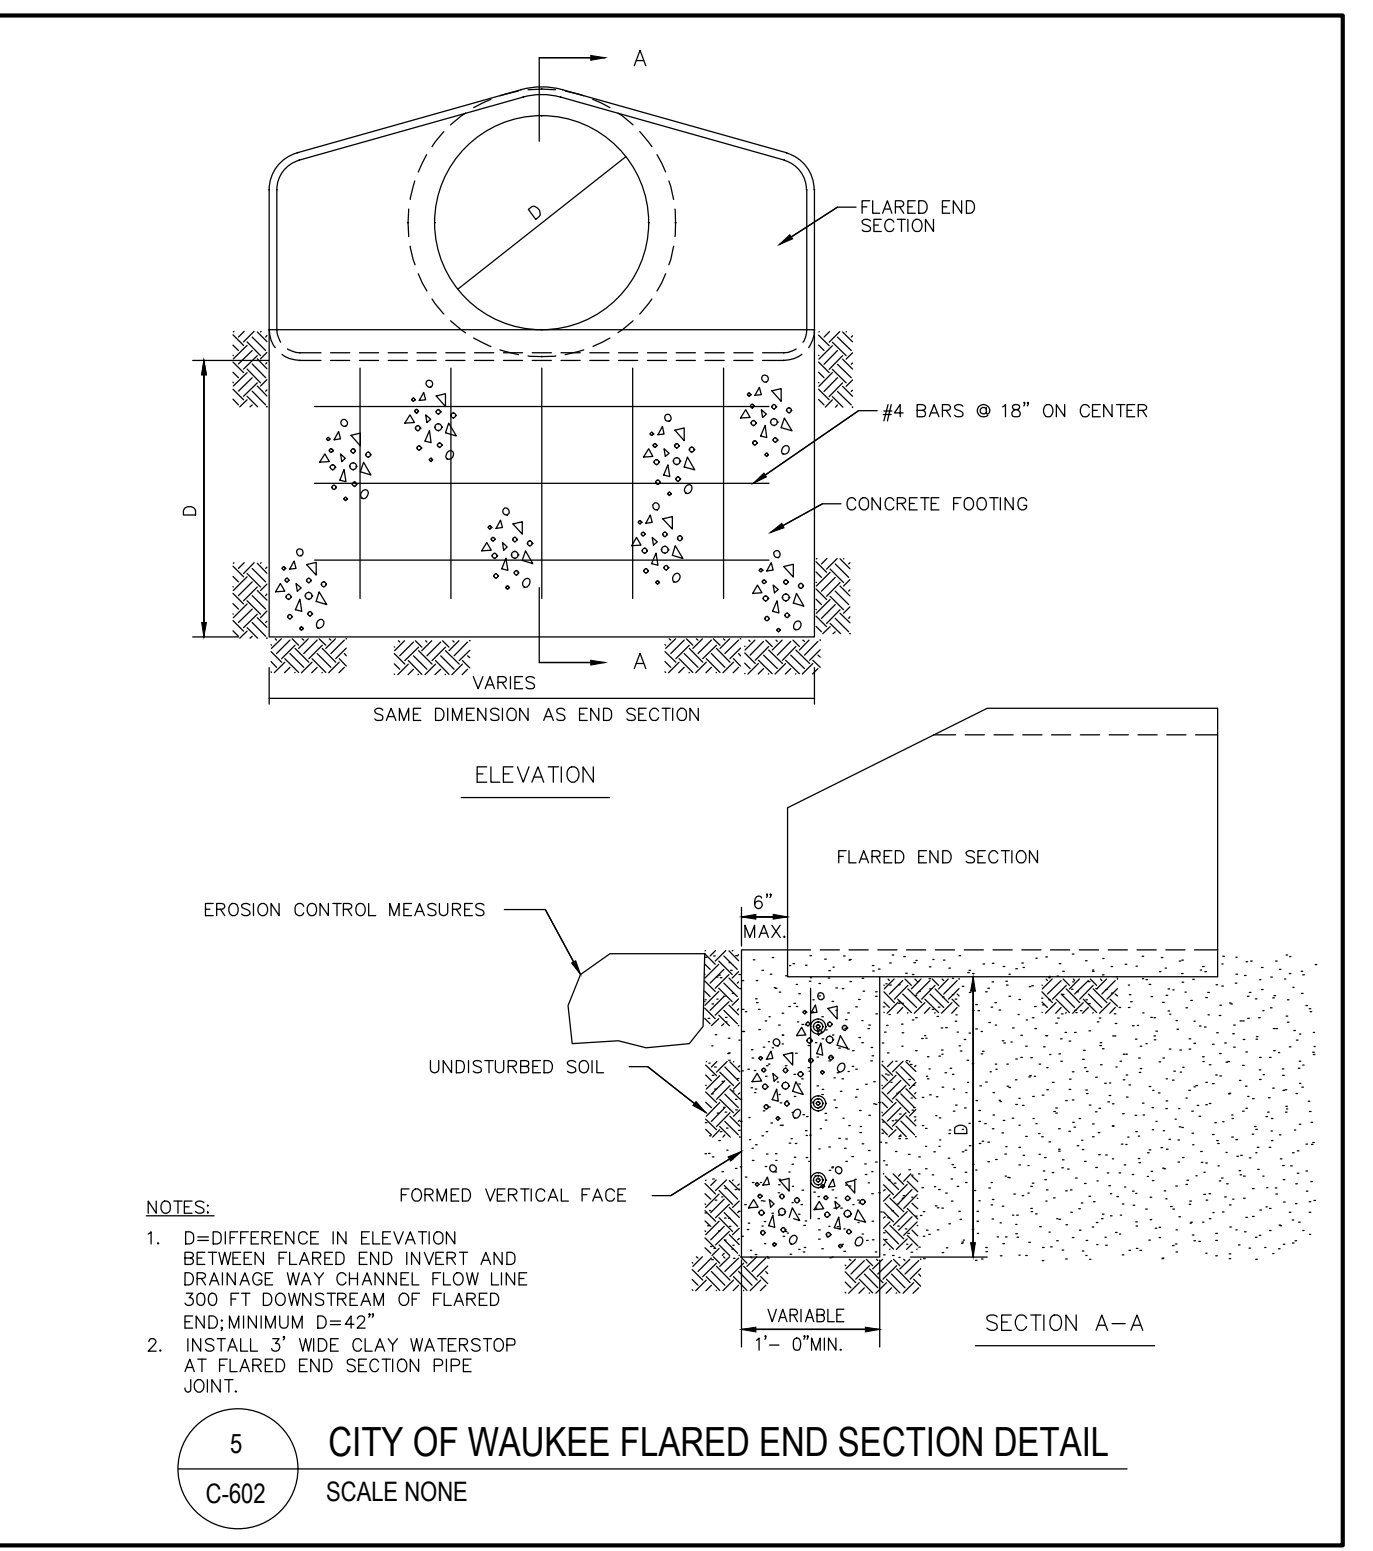 A
D
FLARED END
SECTION
#4 BARS @ 18" ON CENTER
CONCRETE FOOTING
D
A
VARIES
SAME DIMENSION AS END SECTION
ELEVATION
FLARED END SECTION
6"
MAX.
EROSION CONTROL MEASURES
UNDISTURBED SOIL
D
FORMED VERTICAL FACE
VARIABLE
1'- 0"MIN.
SECTION A-A
NOTES:
1. D=DIFFERENCE IN ELEVATION
BETWEEN FLARED END INVERT AND
DRAINAGE WAY CHANNEL FLOW LINE
300 FT DOWNSTREAM OF FLARED
END; MINIMUM D=42"
2. INSTALL 3' WIDE CLAY WATERSTOP
AT FLARED END SECTION PIPE
JOINT.
5
C-602
CITY OF WAUKEE FLARED END SECTION DETAIL
SCALE NONE